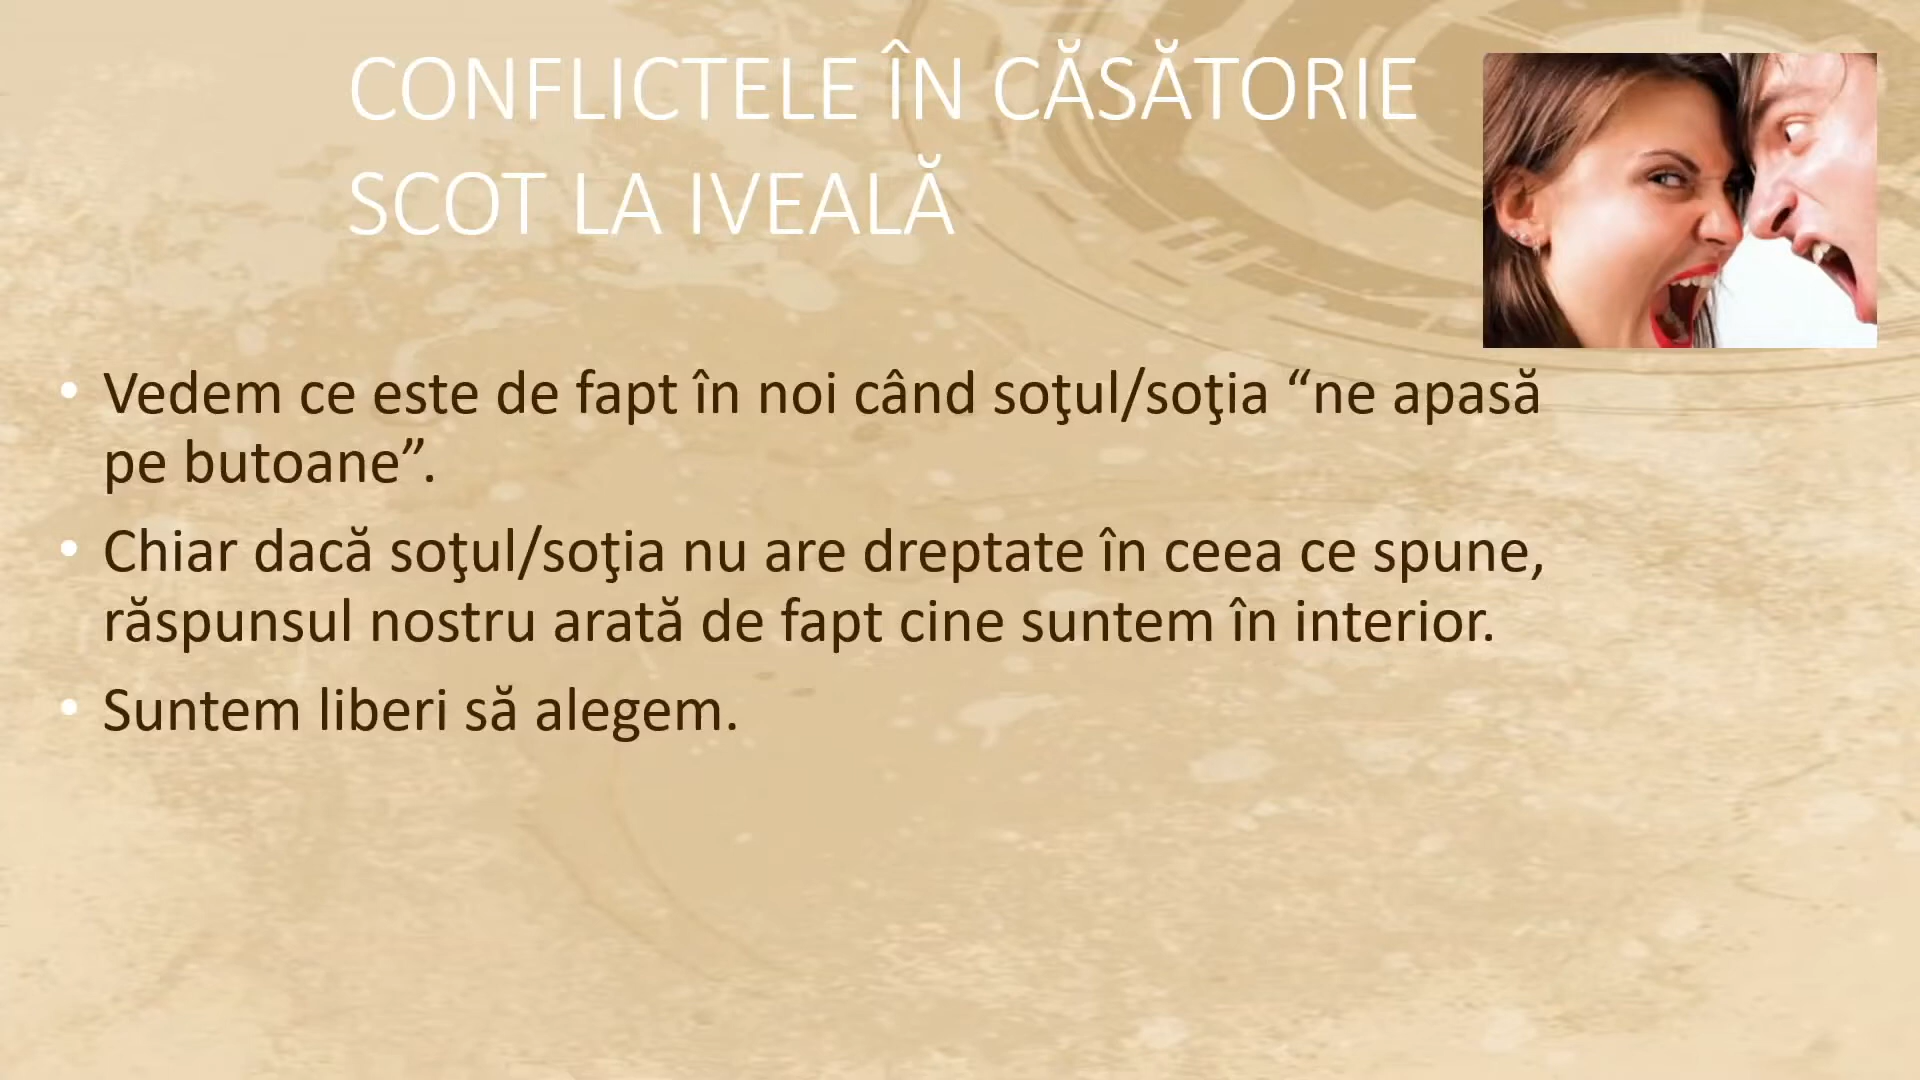 CONFLICTELE ÎN CĂSĂTORIE
SCOT LA IVEALĂ
• Vedem ce este de fapt în noi când soţul/soţia “ne apasă
pe butoane”.
• Chiar dacă soţul/soţia nu are dreptate în ceea ce spune,
răspunsul nostru arată de fapt cine suntem în interior.
• Suntem liberi să alegem.